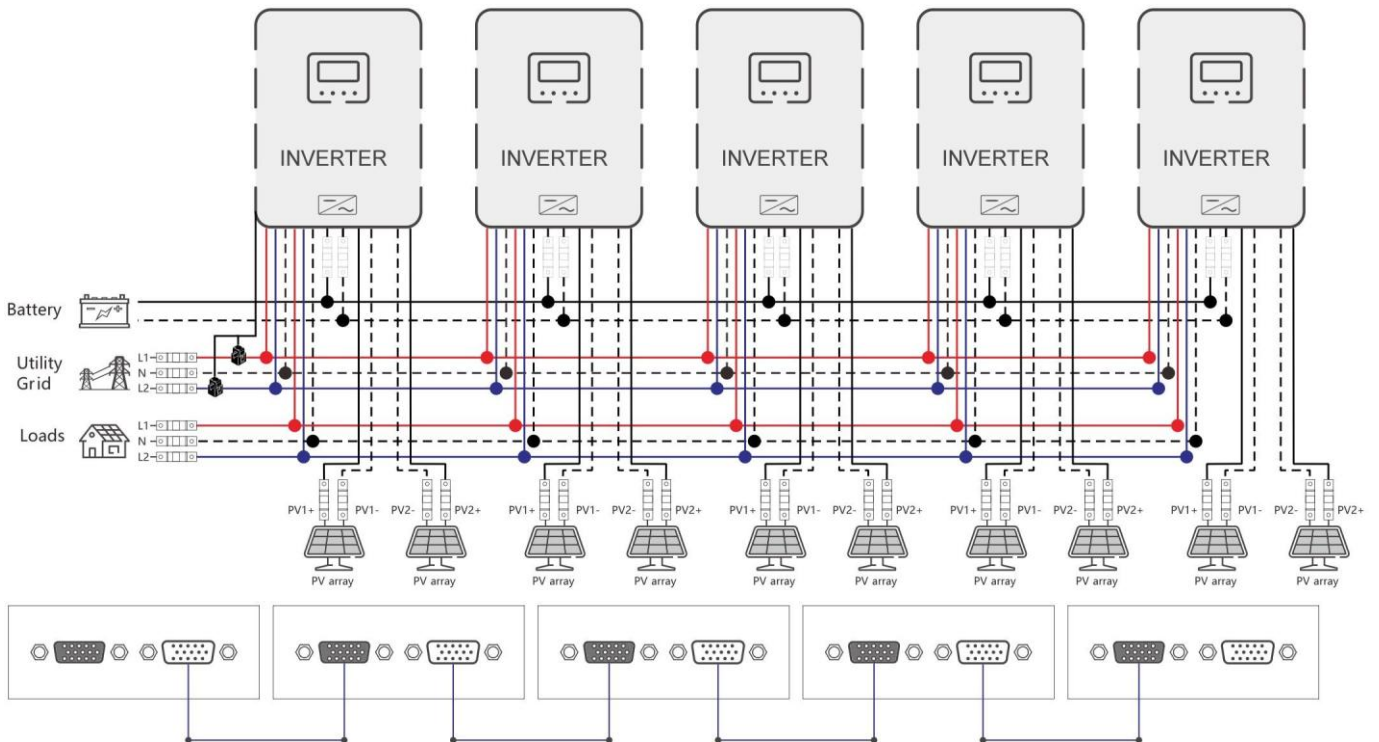 INVERTER INVERTER INVERTER INVERTER INVERTER
Battery
Utility
Grid
L1
N
L2
Loads
L1
N
L2
PV1+ PV1- PV2- PV2+ PV1+ PV1- PV2- PV2+ PV1+ PV1- PV2- PV2+ PV1+ PV1- PV2- PV2+ PV1+ PV1- PV2- PV2+
PV array PV array PV array PV array PV array PV array PV array PV array PV array PV array